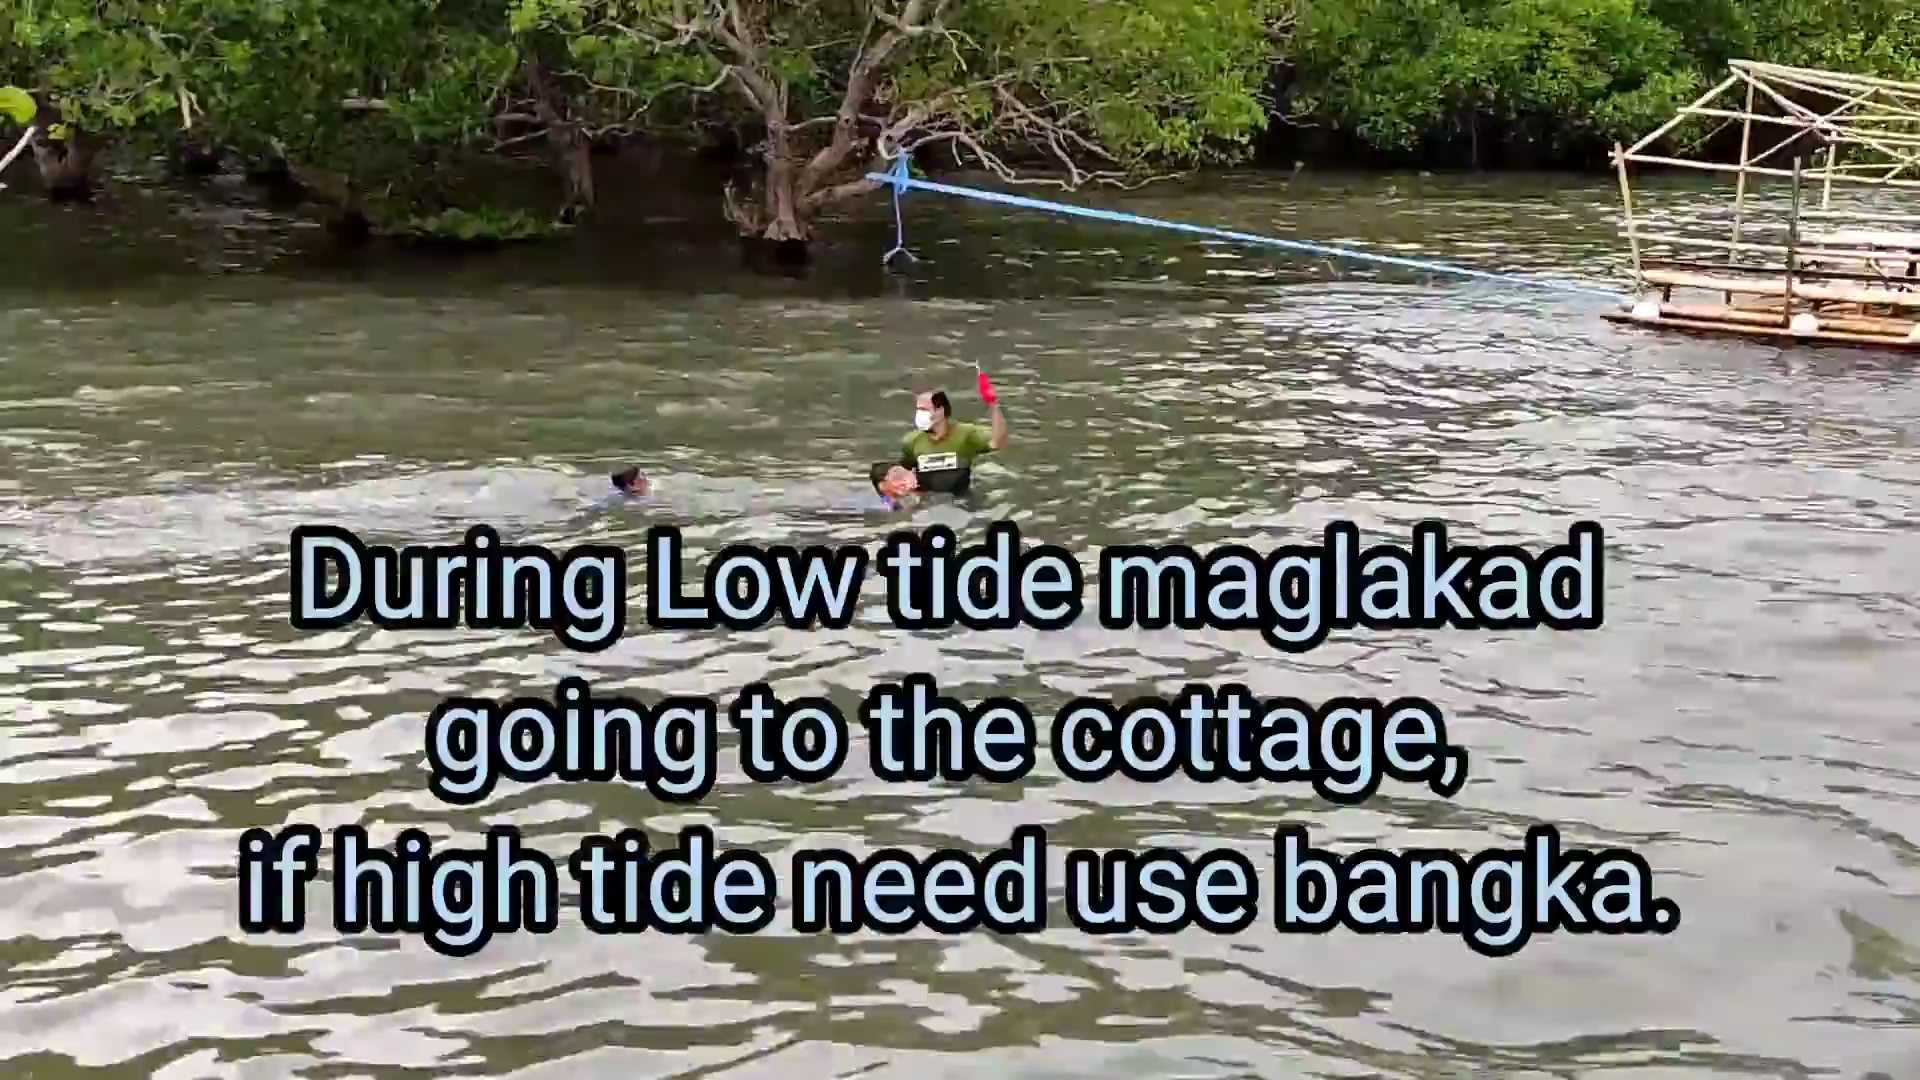 During Low tide maglakad
going to the cottage,
if high tide need use bangka.